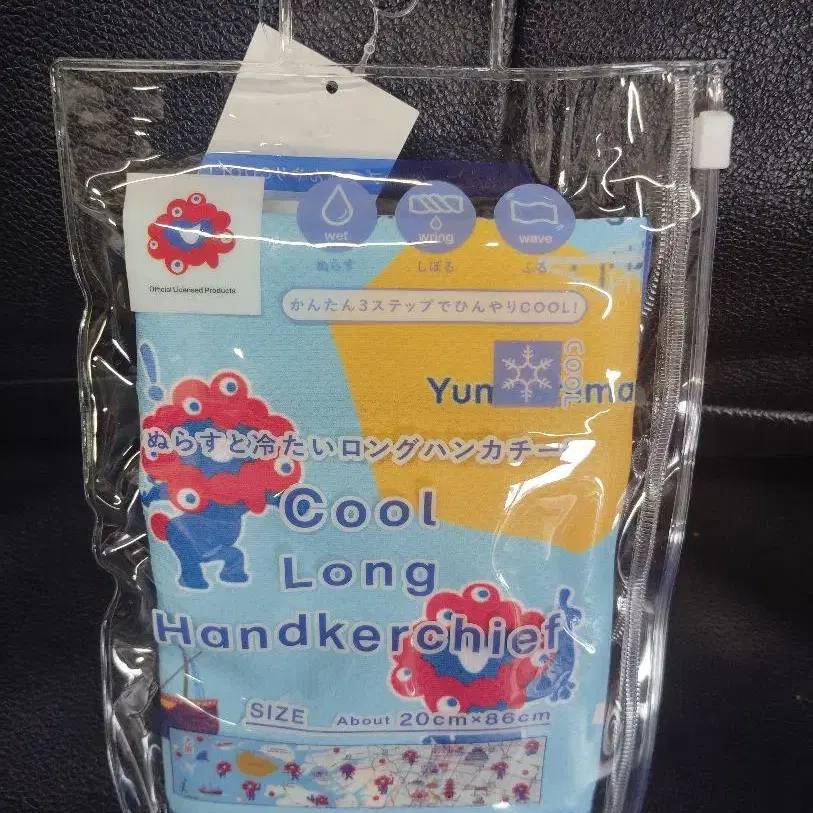 wet
wring
wave
ぬらす
しぼる
ふる
Official Licensed Products
かんたん3ステップでひんやりCOOL!
COOL
ぬらすと冷たいロングハンカチー
Cool
Long
Handkerchief
SIZE About 20cm×86cm